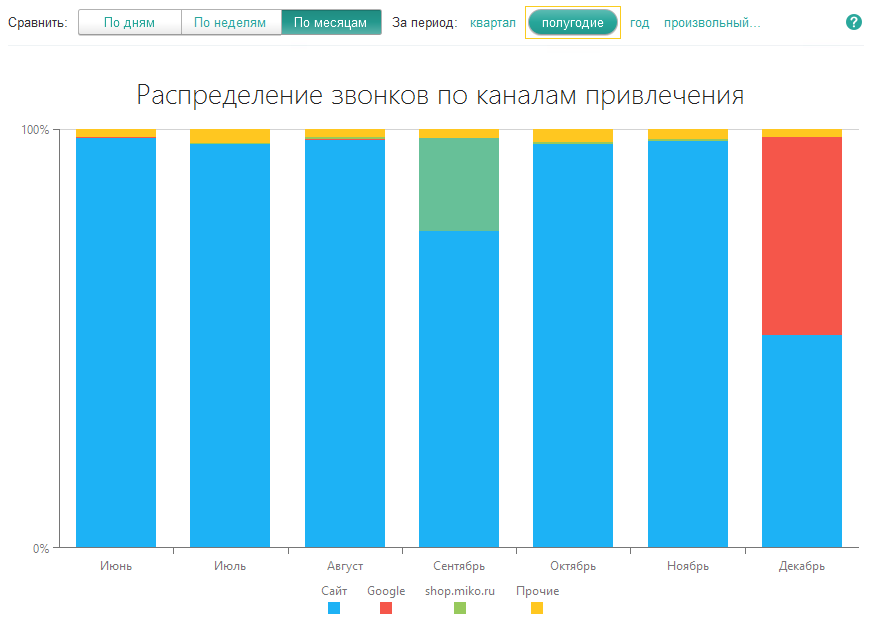 Сравнить: По дням По неделям По месяцам За период: квартал полугодие год произвольный... ?
Распределение звонков по каналам привлечения
100%
0%
Июнь Июль Август Сентябрь Октябрь Ноябрь Декабрь
Сайт Google shop.miko.ru Прочие